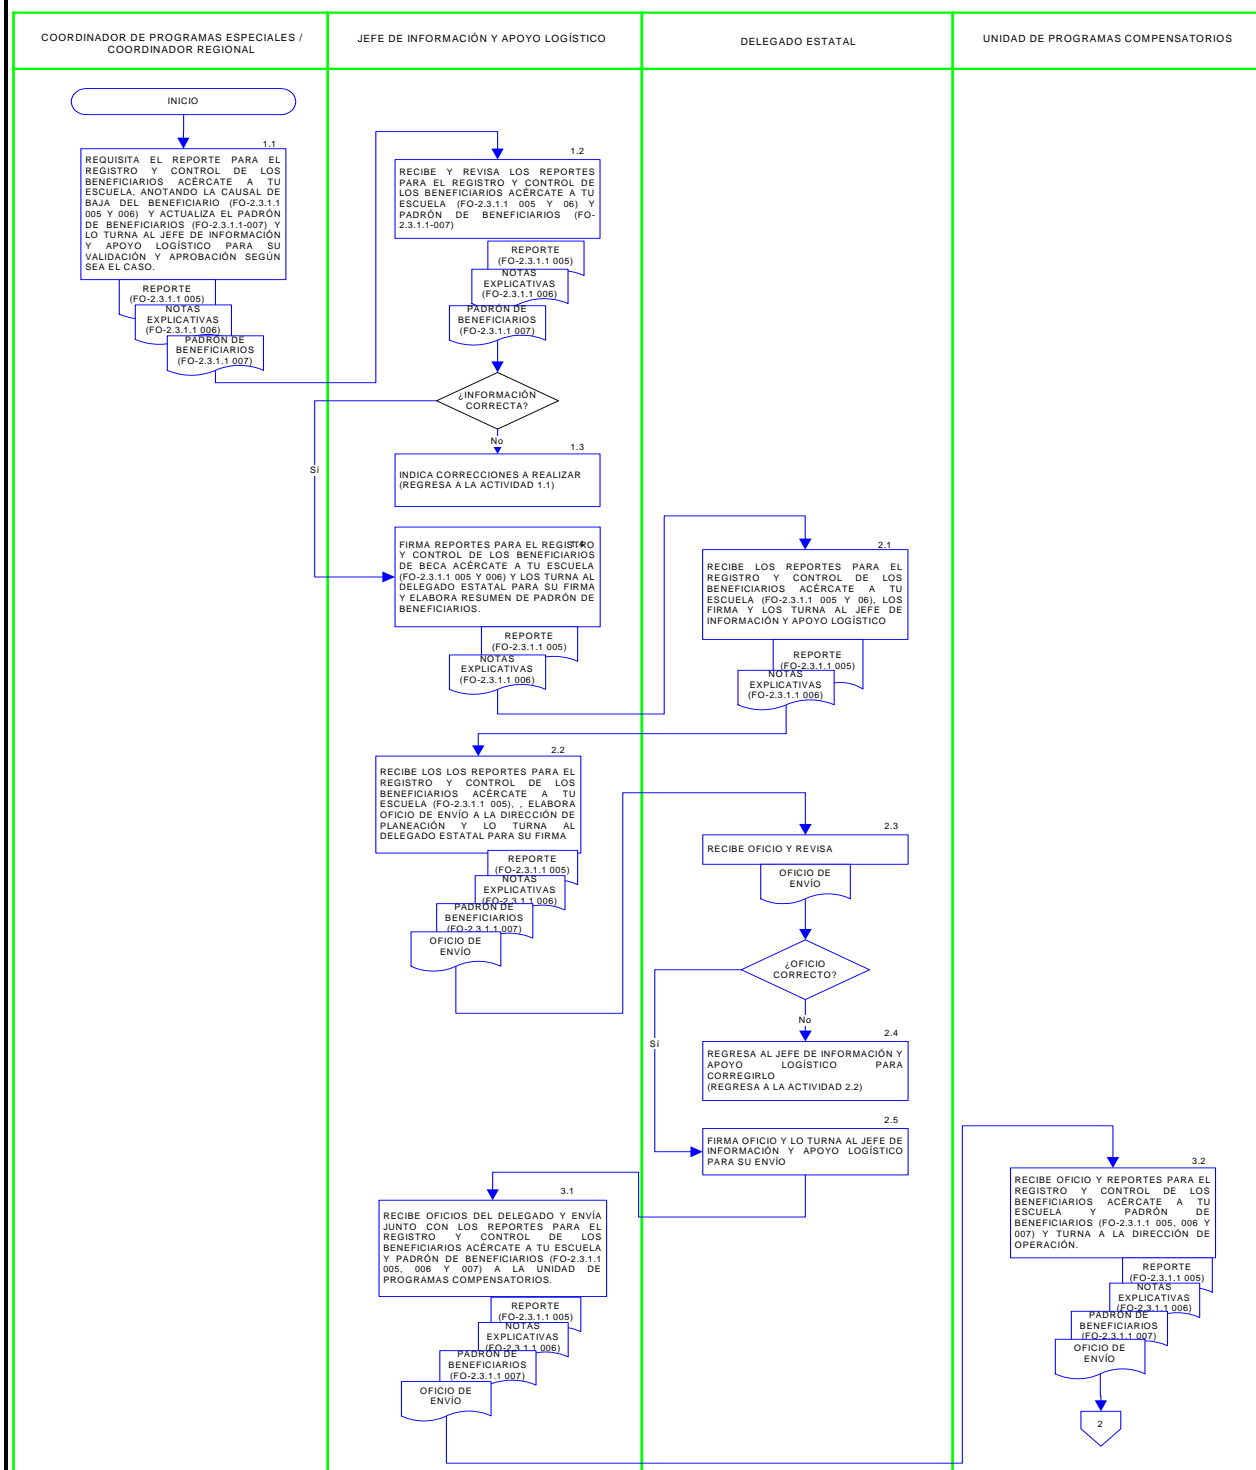 COORDINADOR DE PROGRAMAS ESPECIALES /
COORDINADOR REGIONAL
JEFE DE INFORMACIÓN Y APOYO LOGÍSTICO
DELEGADO ESTATAL
UNIDAD DE PROGRAMAS COMPENSATORIOS
INICIO
1.1
REQUISITA EL REPORTE PARA EL
REGISTRO Y CONTROL DE LOS
BENEFICIARIOS ACÉRCATE A TU
ESCUELA, ANOTANDO LA CAUSAL DE
BAJA DEL BENEFICIARIO (FO-2.3.1.1
005 Y 006) Y ACTUALIZA EL PADRÓN
DE BENEFICIARIOS (FO-2.3.1.1-007) Y
LO TURNA AL JEFE DE INFORMACIÓN
Y APOYO LOGÍSTICO PARA SU
VALIDACIÓN Y APROBACIÓN SEGÚN
SEA EL CASO.
REPORTE
(FO-2.3.1.1 005)
NOTAS
EXPLICATIVAS
(FO-2.3.1.1 006)
PADRÓN DE
BENEFICIARIOS
(FO-2.3.1.1 007)
1.2
RECIBE Y REVISA LOS REPORTES
PARA EL REGISTRO Y CONTROL DE
LOS BENEFICIARIOS ACÉRCATE A TU
ESCUELA (FO-2.3.1.1 005 Y 06) Y
PADRÓN DE BENEFICIARIOS (FO-
2.3.1.1-007)
REPORTE
(FO-2.3.1.1 005)
NOTAS
EXPLICATIVAS
(FO-2.3.1.1 006)
PADRÓN DE
BENEFICIARIOS
(FO-2.3.1.1 007)
¿INFORMACIÓN
CORRECTA?
No
Sí
1.3
INDICA CORRECCIONES A REALIZAR
(REGRESA A LA ACTIVIDAD 1.1)
1.4
FIRMA REPORTES PARA EL REGISTRO
Y CONTROL DE LOS BENEFICIARIOS
DE BECA ACÉRCATE A TU ESCUELA
(FO-2.3.1.1 005 Y 006) Y LOS TURNA AL
DELEGADO ESTATAL PARA SU FIRMA
Y ELABORA RESUMEN DE PADRÓN DE
BENEFICIARIOS.
REPORTE
(FO-2.3.1.1 005)
NOTAS
EXPLICATIVAS
(FO-2.3.1.1 006)
2.1
RECIBE LOS REPORTES PARA EL
REGISTRO Y CONTROL DE LOS
BENEFICIARIOS ACÉRCATE A TU
ESCUELA (FO-2.3.1.1 005 Y 06), LOS
FIRMA Y LOS TURNA AL JEFE DE
INFORMACIÓN Y APOYO LOGÍSTICO
REPORTE
(FO-2.3.1.1 005)
NOTAS
EXPLICATIVAS
(FO-2.3.1.1 006)
2.2
RECIBE LOS LOS REPORTES PARA EL
REGISTRO Y CONTROL DE LOS
BENEFICIARIOS ACÉRCATE A TU
ESCUELA (FO-2.3.1.1 005), , ELABORA
OFICIO DE ENVÍO A LA DIRECCIÓN DE
PLANEACIÓN Y LO TURNA AL
DELEGADO ESTATAL PARA SU FIRMA
REPORTE
(FO-2.3.1.1 005)
NOTAS
EXPLICATIVAS
(FO-2.3.1.1 006)
PADRÓN DE
BENEFICIARIOS
(FO-2.3.1.1 007)
OFICIO DE
ENVÍO
2.3
RECIBE OFICIO Y REVISA
OFICIO DE
ENVÍO
¿OFICIO
CORRECTO?
No
Sí
2.4
REGRESA AL JEFE DE INFORMACIÓN Y
APOYO LOGÍSTICO PARA
CORREGIRLO
(REGRESA A LA ACTIVIDAD 2.2)
2.5
FIRMA OFICIO Y LO TURNA AL JEFE DE
INFORMACIÓN Y APOYO LOGÍSTICO
PARA SU ENVÍO
3.1
RECIBE OFICIOS DEL DELEGADO Y ENVÍA
JUNTO CON LOS REPORTES PARA EL
REGISTRO Y CONTROL DE LOS
BENEFICIARIOS ACÉRCATE A TU ESCUELA
Y PADRÓN DE BENEFICIARIOS (FO-2.3.1.1
005, 006 Y 007) A LA UNIDAD DE
PROGRAMAS COMPENSATORIOS.
REPORTE
(FO-2.3.1.1 005)
NOTAS
EXPLICATIVAS
(FO-2.3.1.1 006)
PADRÓN DE
BENEFICIARIOS
(FO-2.3.1.1 007)
OFICIO DE
ENVÍO
3.2
RECIBE OFICIO Y REPORTES PARA EL
REGISTRO Y CONTROL DE LOS
BENEFICIARIOS ACÉRCATE A TU
ESCUELA Y PADRÓN DE
BENEFICIARIOS (FO-2.3.1.1 005, 006 Y
007) Y TURNA A LA DIRECCIÓN DE
OPERACIÓN.
REPORTE
(FO-2.3.1.1 005)
NOTAS
EXPLICATIVAS
(FO-2.3.1.1 006)
PADRÓN DE
BENEFICIARIOS
(FO-2.3.1.1 007)
OFICIO DE
ENVÍO
2